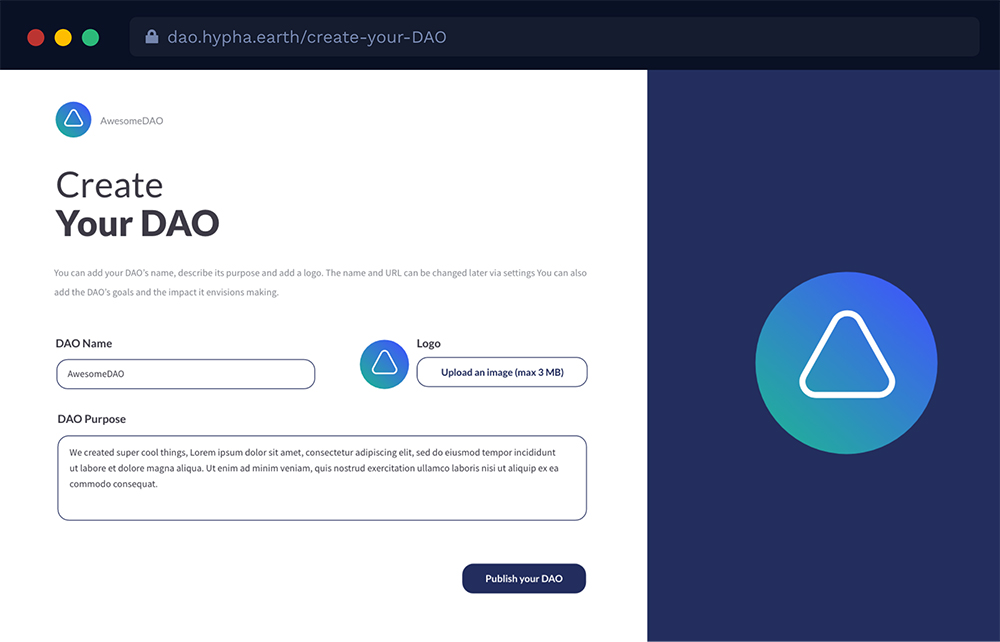 dao.hypha.earth/create-your-DAO
AwesomeDAO
Create
Your DAO
You can add your DAO's name, describe its purpose and add a logo. The name and URL can be changed later via settings You can also
add the DAO's goals and the impact it envisions making.
DAO Name
AwesomeDAO
Logo
Upload an image (max 3 MB)
DAO Purpose
We created super cool things, Lorem ipsum dolor sit amet, consectetur adipiscing elit, sed do eiusmod tempor incididunt
ut labore et dolore magna aliqua. Ut enim ad minim veniam, quis nostrud exercitation ullamco laboris nisi ut aliquip ex ea
commodo consequat.
Publish your DAO